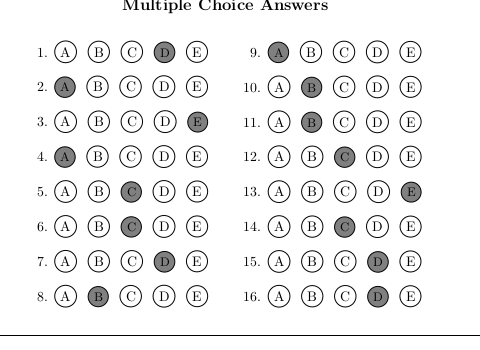 Multiple Choice Answers
1. A B C D E 9. A B C D E
2. A B C D E 10. A B C D E
3. A B C D E 11. A B C D E
4. A B C D E 12. A B C D E
5. A B C D E 13. A B C D E
6. A B C D E 14. A B C D E
7. A B C D E 15. A B C D E
8. A B C D E 16. A B C D E